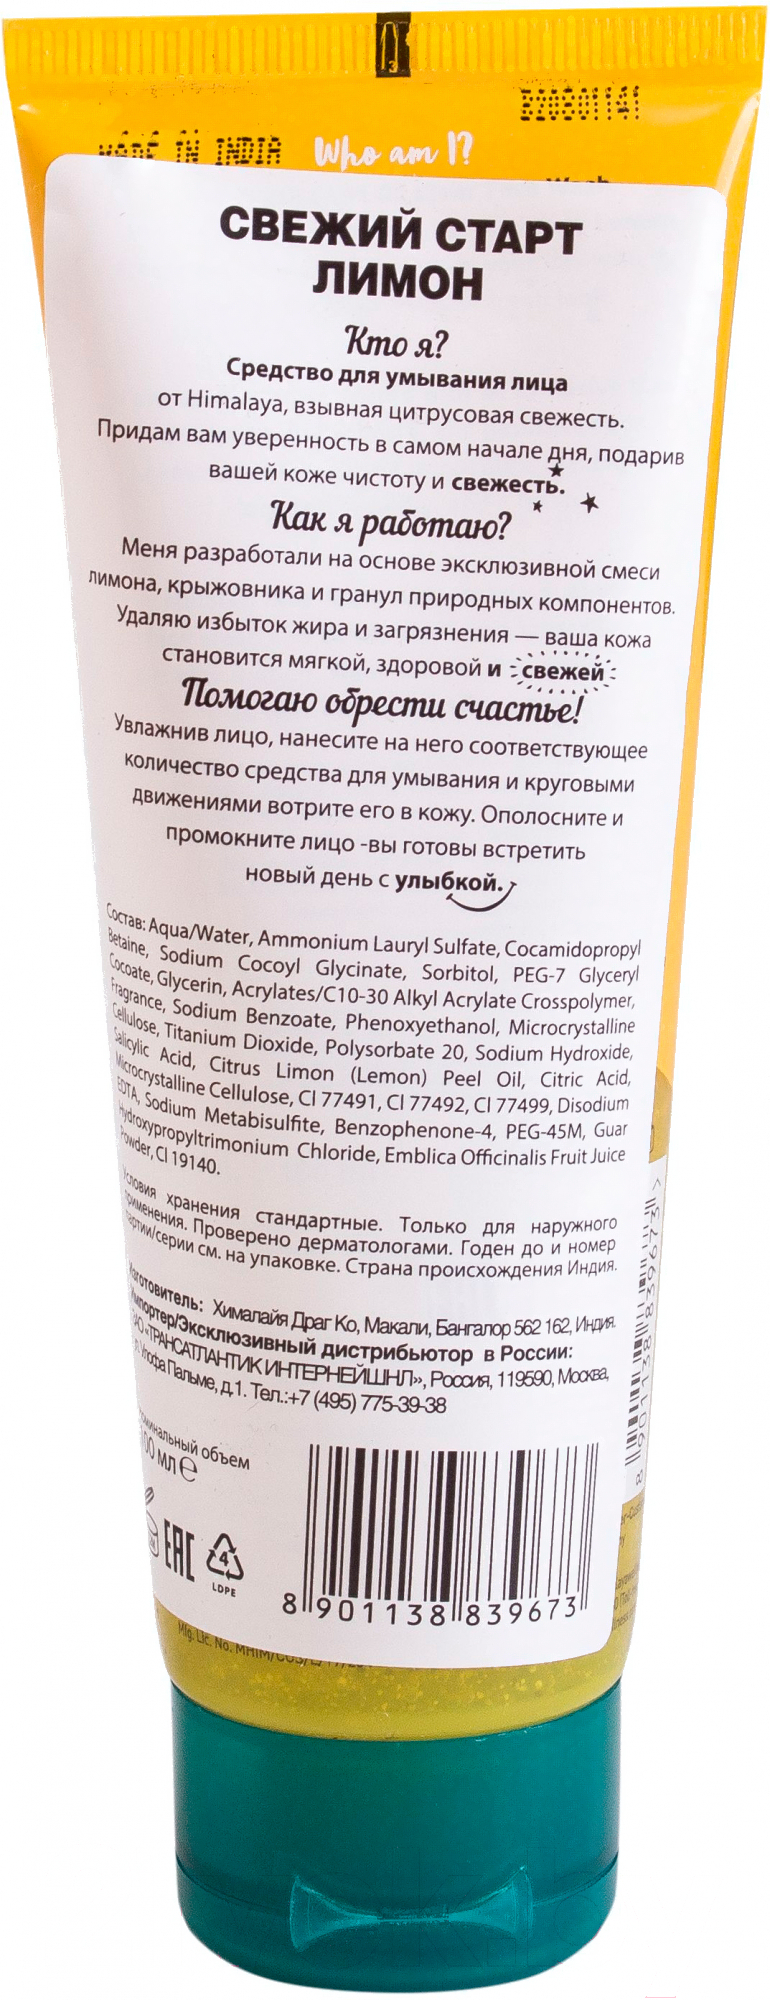 3
B20801141
MADE IN INDIA
Who am I?
СВЕЖИЙ СТАРТ
ЛИМОН
Кто я?
Средство для умывания лица
от Himalaya, взывная цитрусовая свежесть.
Придам вам уверенность в самом начале дня, подарив
вашей коже чистоту и свежесть.
Как я работаю?
Меня разработали на основе эксклюзивной смеси
лимона, крыжовника и гранул природных компонентов.
Удаляю избыток жира и загрязнения — ваша кожа
становится мягкой, здоровой и свежей
Помогаю обрести счастье!
Увлажнив лицо, нанесите на него соответствующее
количество средства для умывания и круговыми
движениями вотрите его в кожу. Ополосните и
промокните лицо -вы готовы встретить
новый день с улыбкой.
Состав: Aqua/Water, Ammonium Lauryl Sulfate, Cocamidopropyl
Betaine, Sodium Cocoyl Glycinate, Sorbitol, PEG-7 Glyceryl
Cocoate, Glycerin, Acrylates/C10-30 Alkyl Acrylate Crosspolymer,
Fragrance, Sodium Benzoate, Phenoxyethanol, Microcrystalline
Cellulose, Titanium Dioxide, Polysorbate 20, Sodium Hydroxide,
Salicylic Acid, Citrus Limon (Lemon) Peel Oil, Citric Acid,
Microcrystalline Cellulose, CI 77491, CI 77492, CI 77499, Disodium
EDTA, Sodium Metabisulfite, Benzophenone-4, PEG-45M, Guar
Hydroxypropyltrimonium Chloride, Emblica Officinalis Fruit Juice
Powder, CI 19140.
Условия хранения стандартные. Только для наружного
применения. Проверено дерматологами. Годен до и номер
партии/серии см. на упаковке. Страна происхождения Индия.
Изготовитель: Хималайя Драг Ко, Макали, Бангалор 562 162, Индия.
Импортер/Эксклюзивный дистрибьютор в России:
ЗАО «ТРАНСАТЛАНТИК ИНТЕРНЕЙШНЛ», Россия, 119590, Москва,
ул. Улофа Пальме, д.1. Тел.:+7 (495) 775-39-38
номинальный объем
100 мл ℮
EAC
4
LDPE
8 901138 839673
8 901138 839673 >
Mfg. Lic. No.